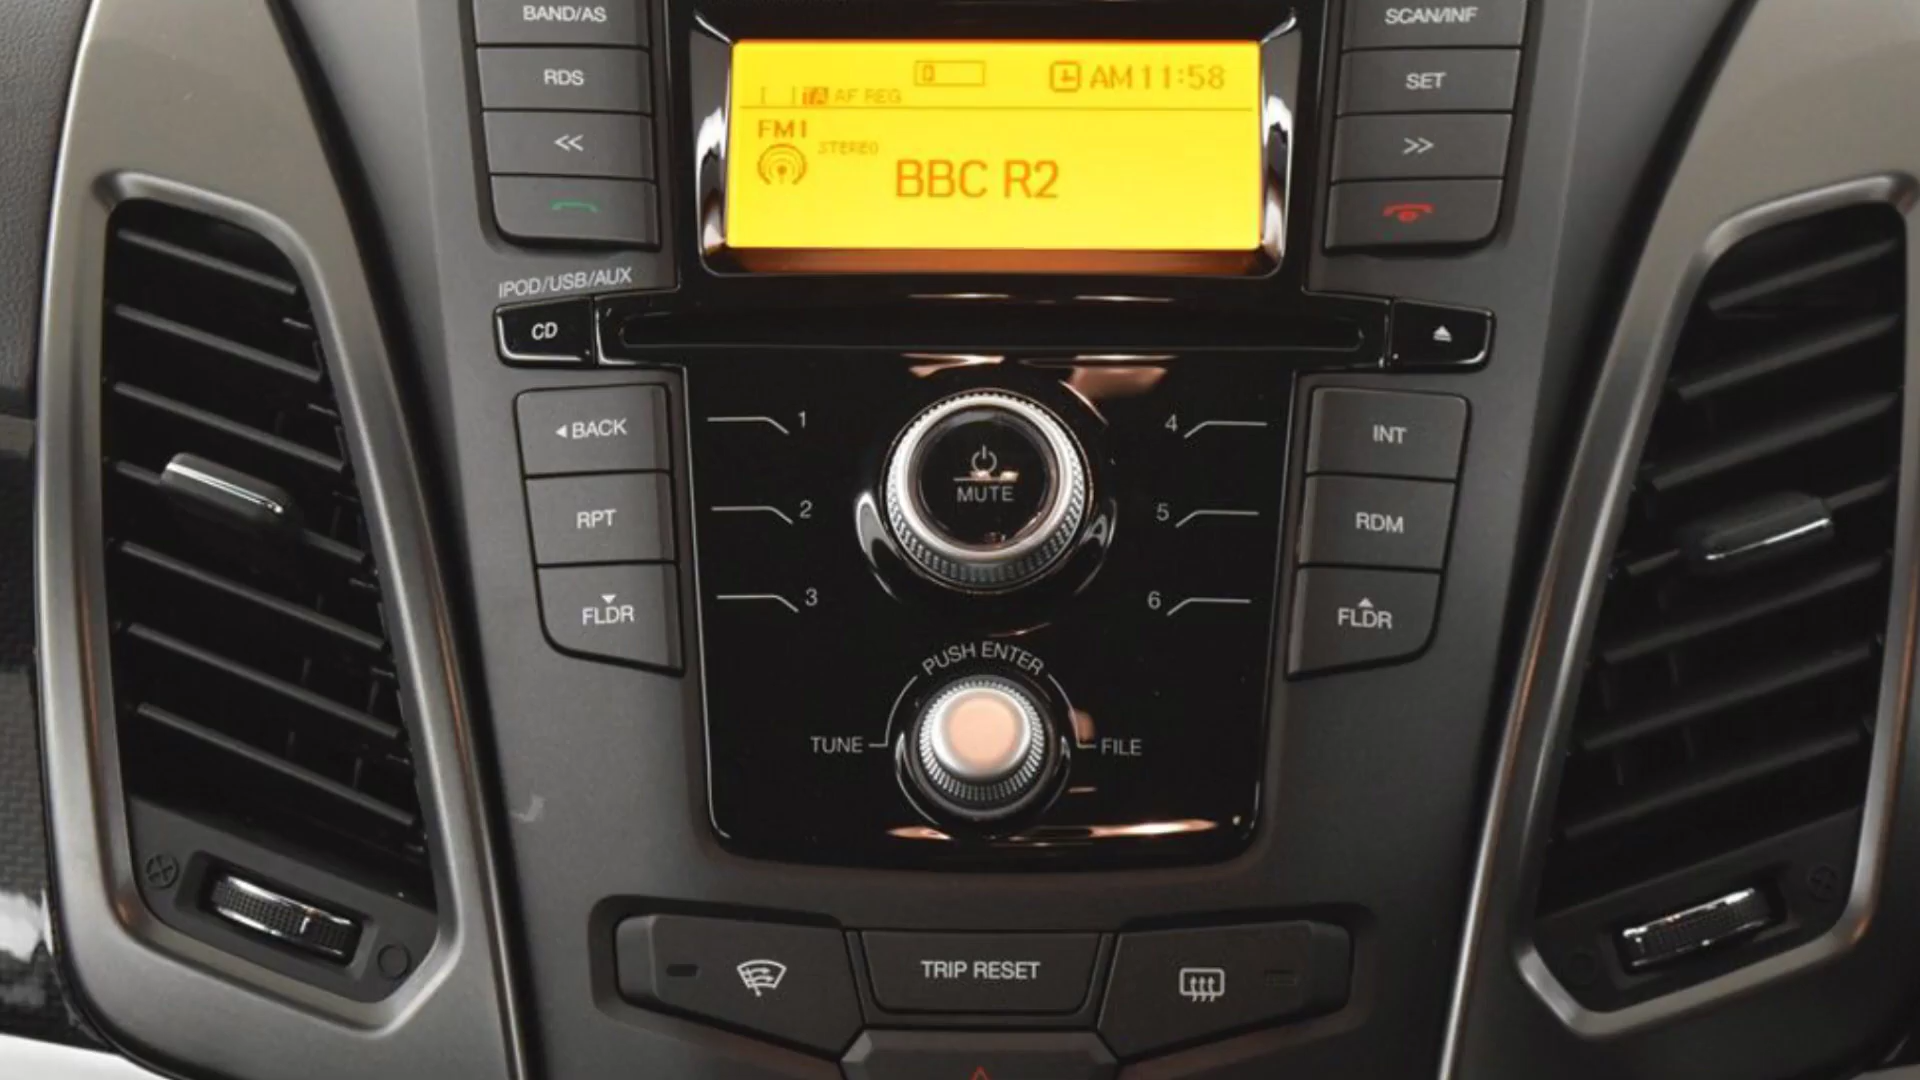 BAND/AS
SCAN/INF
RDS
SET
AM 11:58
TA AF REG
FM1
STEREO
BBC R2
<<
>>
IPOD/USB/AUX
CD
BACK
RPT
FLDR
1
2
3
4
5
6
MUTE
INT
RDM
FLDR
PUSH ENTER
TUNE
FILE
TRIP RESET